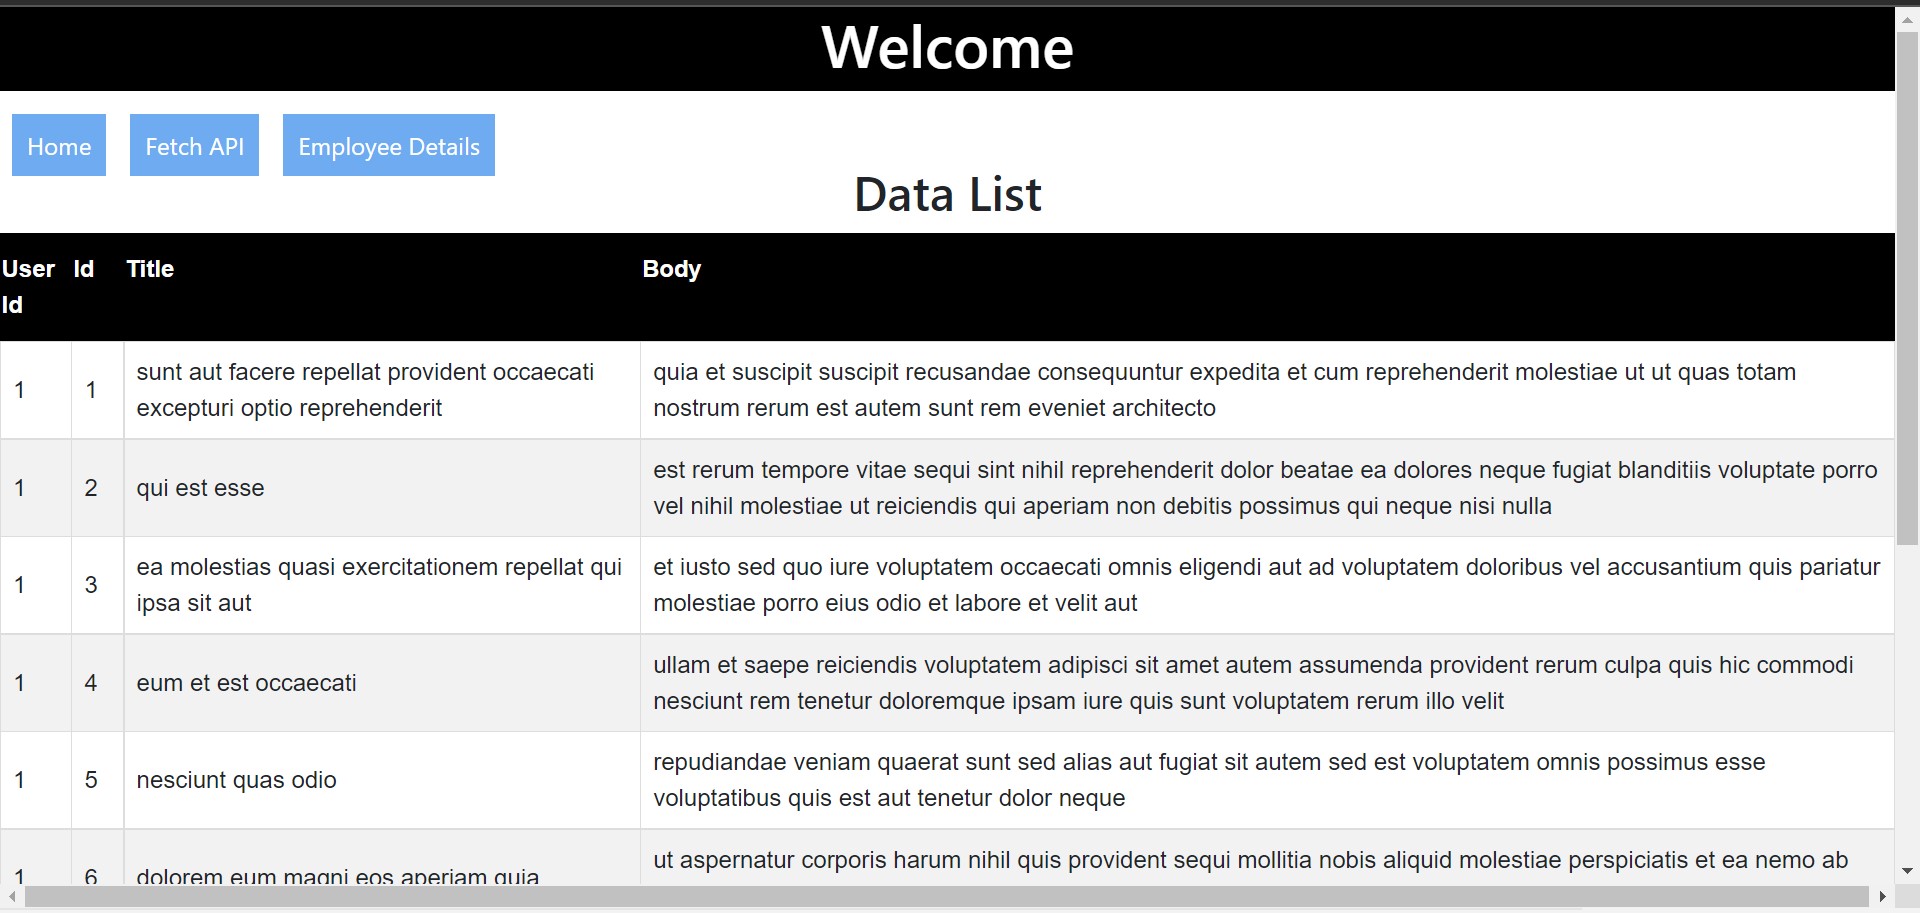 Welcome
Home Fetch API Employee Details
Data List
User Id Title Body
Id
sunt aut facere repellat provident occaecati quia et suscipit suscipit recusandae consequuntur expedita et cum reprehenderit molestiae ut ut quas totam
1 1
excepturi optio reprehenderit nostrum rerum est autem sunt rem eveniet architecto
est rerum tempore vitae sequi sint nihil reprehenderit dolor beatae ea dolores neque fugiat blanditiis voluptate porro
1 2 qui est esse
vel nihil molestiae ut reiciendis qui aperiam non debitis possimus qui neque nisi nulla
ea molestias quasi exercitationem repellat qui et iusto sed quo iure voluptatem occaecati omnis eligendi aut ad voluptatem doloribus vel accusantium quis pariatur
1 3
ipsa sit aut molestiae porro eius odio et labore et velit aut
ullam et saepe reiciendis voluptatem adipisci sit amet autem assumenda provident rerum culpa quis hic commodi
1 4 eum et est occaecati
nesciunt rem tenetur doloremque ipsam iure quis sunt voluptatem rerum illo velit
repudiandae veniam quaerat sunt sed alias aut fugiat sit autem sed est voluptatem omnis possimus esse
1 5 nesciunt quas odio
voluptatibus quis est aut tenetur dolor neque
ut aspernatur corporis harum nihil quis provident sequi mollitia nobis aliquid molestiae perspiciatis et ea nemo ab
1 6 dolorem eum magni eos aperiam quia